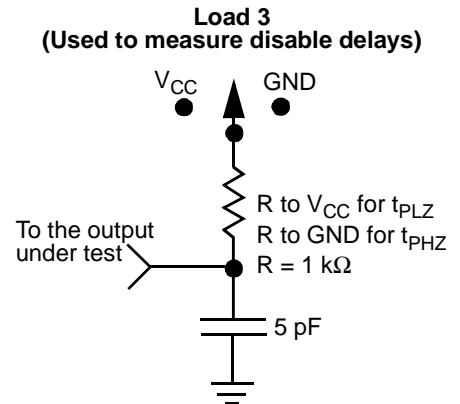 Load 3
(Used to measure disable delays)
VCC GND
R to VCC for tPLZ
To the output
under test
R to GND for tPHZ
R = 1 kΩ
5 pF